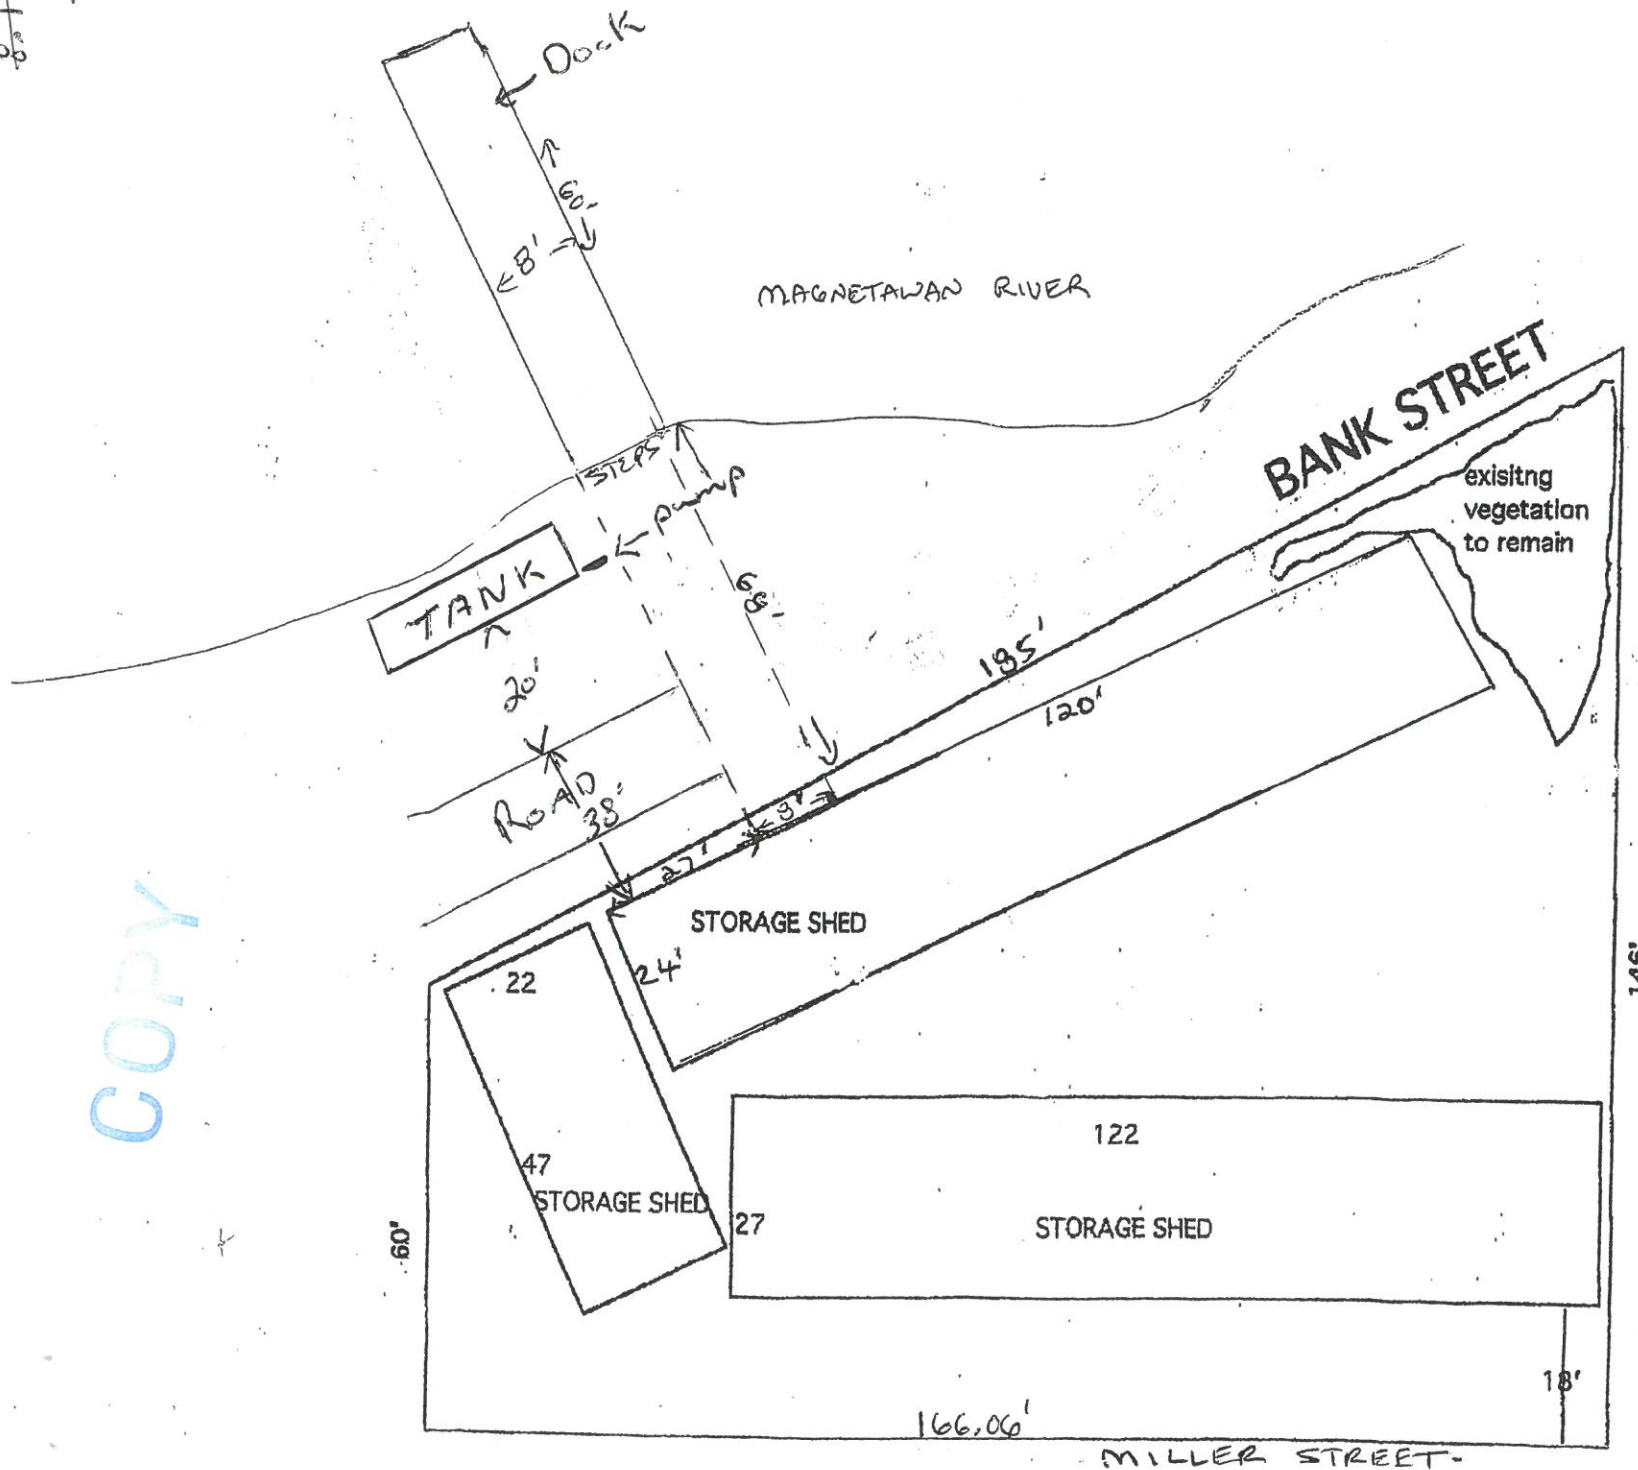 Dock
60'
8'
MAGNETAWAN RIVER
BANK STREET
exisitng
vegetation
to remain
STEPS
pump
TANK
68'
20'
185'
120'
ROAD
38'
8'
27'
STORAGE SHED
24'
22
COPY
146'
122
47
STORAGE SHED
27
STORAGE SHED
60'
18'
166.06'
MILLER STREET-